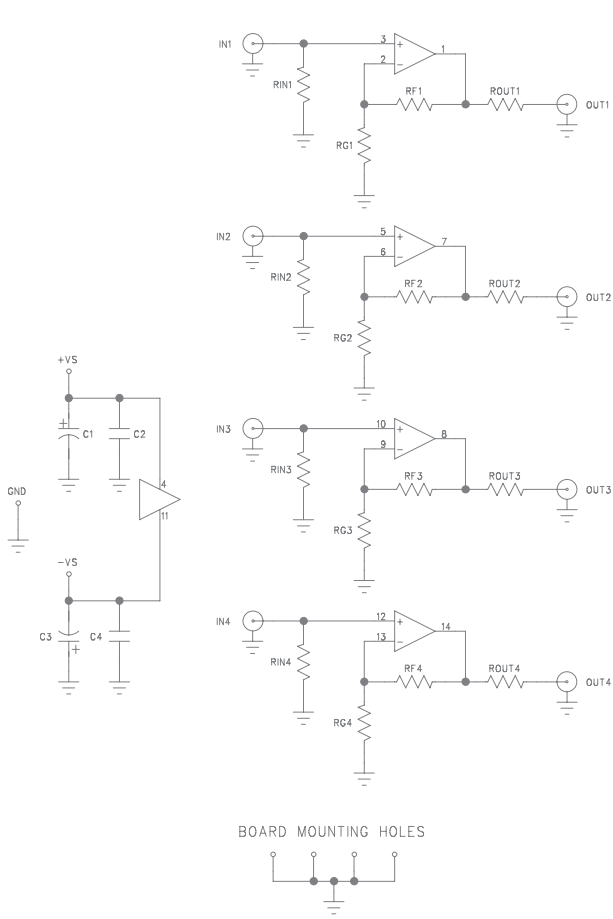 IN1
3
+
1
2
−
RIN1
RF1
ROUT1
OUT1
RG1
IN2
5
+
7
6
−
RIN2
RF2
ROUT2
OUT2
RG2
+VS
+
C1
C2
IN3
10
+
8
9
−
RIN3
RF3
ROUT3
OUT3
RG3
4
11
GND
−VS
C3
+
C4
IN4
12
+
14
13
−
RIN4
RF4
ROUT4
OUT4
RG4
BOARD MOUNTING HOLES